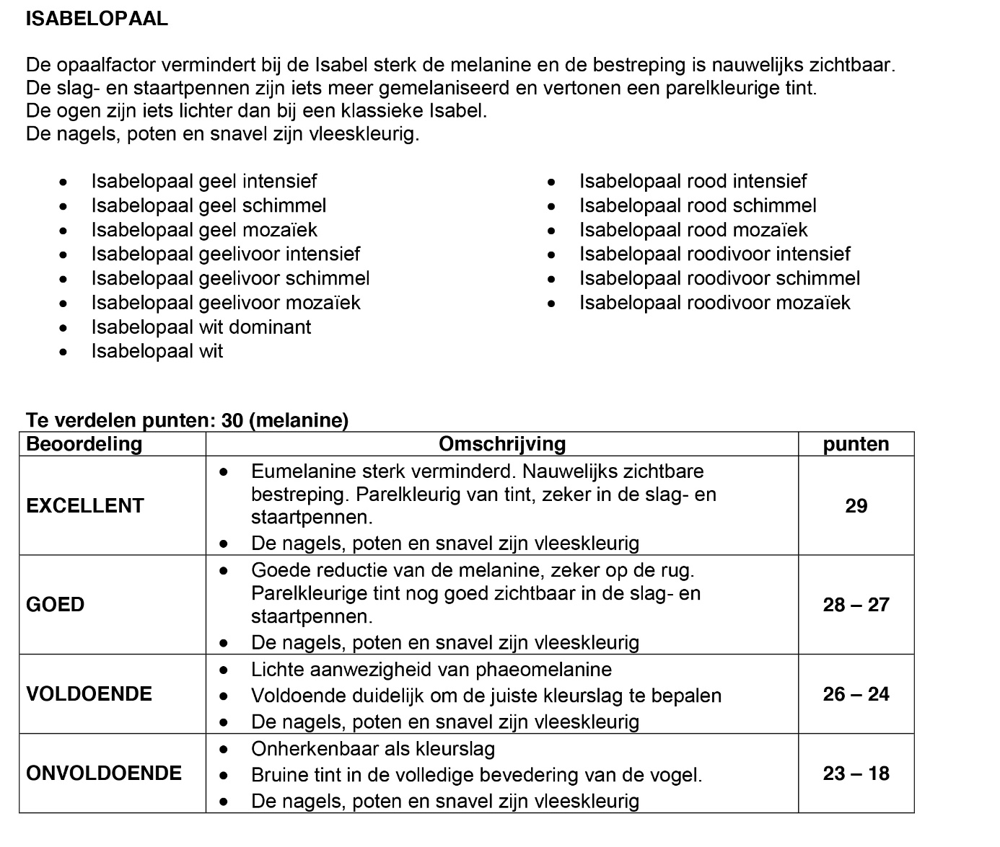 ISABELOPAAL
De opaalfactor vermindert bij de Isabel sterk de melanine en de bestreping is nauwelijks zichtbaar.
De slag- en staartpennen zijn iets meer gemelaniseerd en vertonen een parelkleurige tint.
De ogen zijn iets lichter dan bij een klassieke Isabel.
De nagels, poten en snavel zijn vleeskleurig.
• Isabelopaal geel intensief
• Isabelopaal geel schimmel
• Isabelopaal geel mozaïek
• Isabelopaal geelivoor intensief
• Isabelopaal geelivoor schimmel
• Isabelopaal geelivoor mozaïek
• Isabelopaal wit dominant
• Isabelopaal wit
• Isabelopaal rood intensief
• Isabelopaal rood schimmel
• Isabelopaal rood mozaïek
• Isabelopaal roodivoor intensief
• Isabelopaal roodivoor schimmel
• Isabelopaal roodivoor mozaïek
Te verdelen punten: 30 (melanine)
Beoordeling Omschrijving punten
EXCELLENT
• Eumelanine sterk verminderd. Nauwelijks zichtbare
bestreping. Parelkleurig van tint, zeker in de slag- en
staartpennen.
• De nagels, poten en snavel zijn vleeskleurig
29
GOED
• Goede reductie van de melanine, zeker op de rug.
Parelkleurige tint nog goed zichtbaar in de slag- en
staartpennen.
• De nagels, poten en snavel zijn vleeskleurig
28 – 27
VOLDOENDE
• Lichte aanwezigheid van phaeomelanine
• Voldoende duidelijk om de juiste kleurslag te bepalen
• De nagels, poten en snavel zijn vleeskleurig
26 – 24
ONVOLDOENDE
• Onherkenbaar als kleurslag
• Bruine tint in de volledige bevedering van de vogel.
• De nagels, poten en snavel zijn vleeskleurig
23 – 18